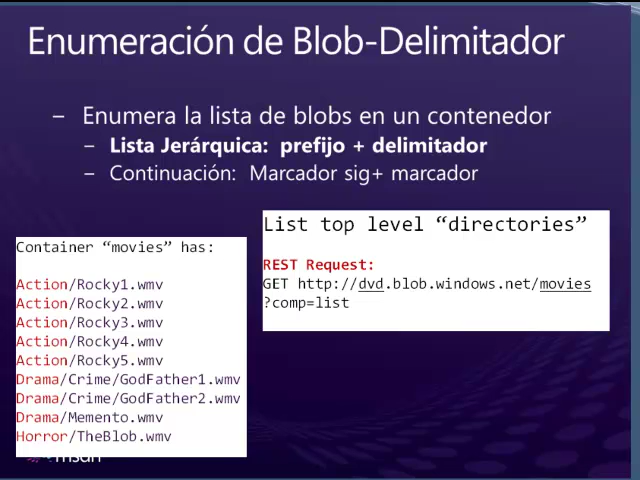 Enumeración de Blob-Delimitador
– Enumera la lista de blobs en un contenedor
– Lista Jerárquica: prefijo + delimitador
– Continuación: Marcador sig+ marcador
Container “movies” has:
Action/Rocky1.wmv
Action/Rocky2.wmv
Action/Rocky3.wmv
Action/Rocky4.wmv
Action/Rocky5.wmv
Drama/Crime/GodFather1.wmv
Drama/Crime/GodFather2.wmv
Drama/Memento.wmv
Horror/TheBlob.wmv
List top level “directories”
REST Request:
GET http://dvd.blob.windows.net/movies
?comp=list
msdn